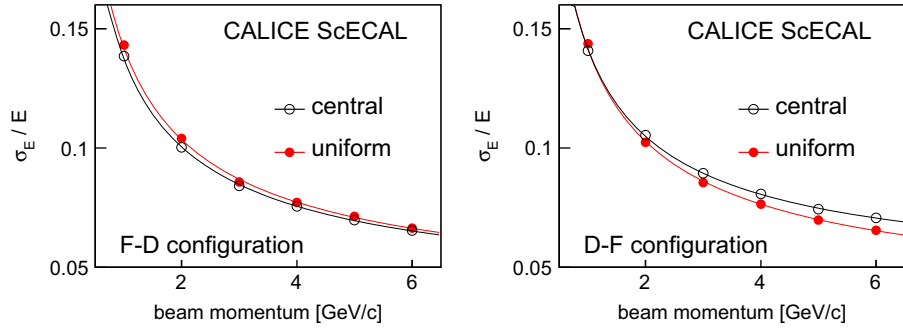 CALICE ScECAL
0.15
central
uniform
0.1
σE / E
F-D configuration
0.05
2
4
6
beam momentum [GeV/c]
CALICE ScECAL
0.15
central
uniform
0.1
σE / E
D-F configuration
0.05
2
4
6
beam momentum [GeV/c]